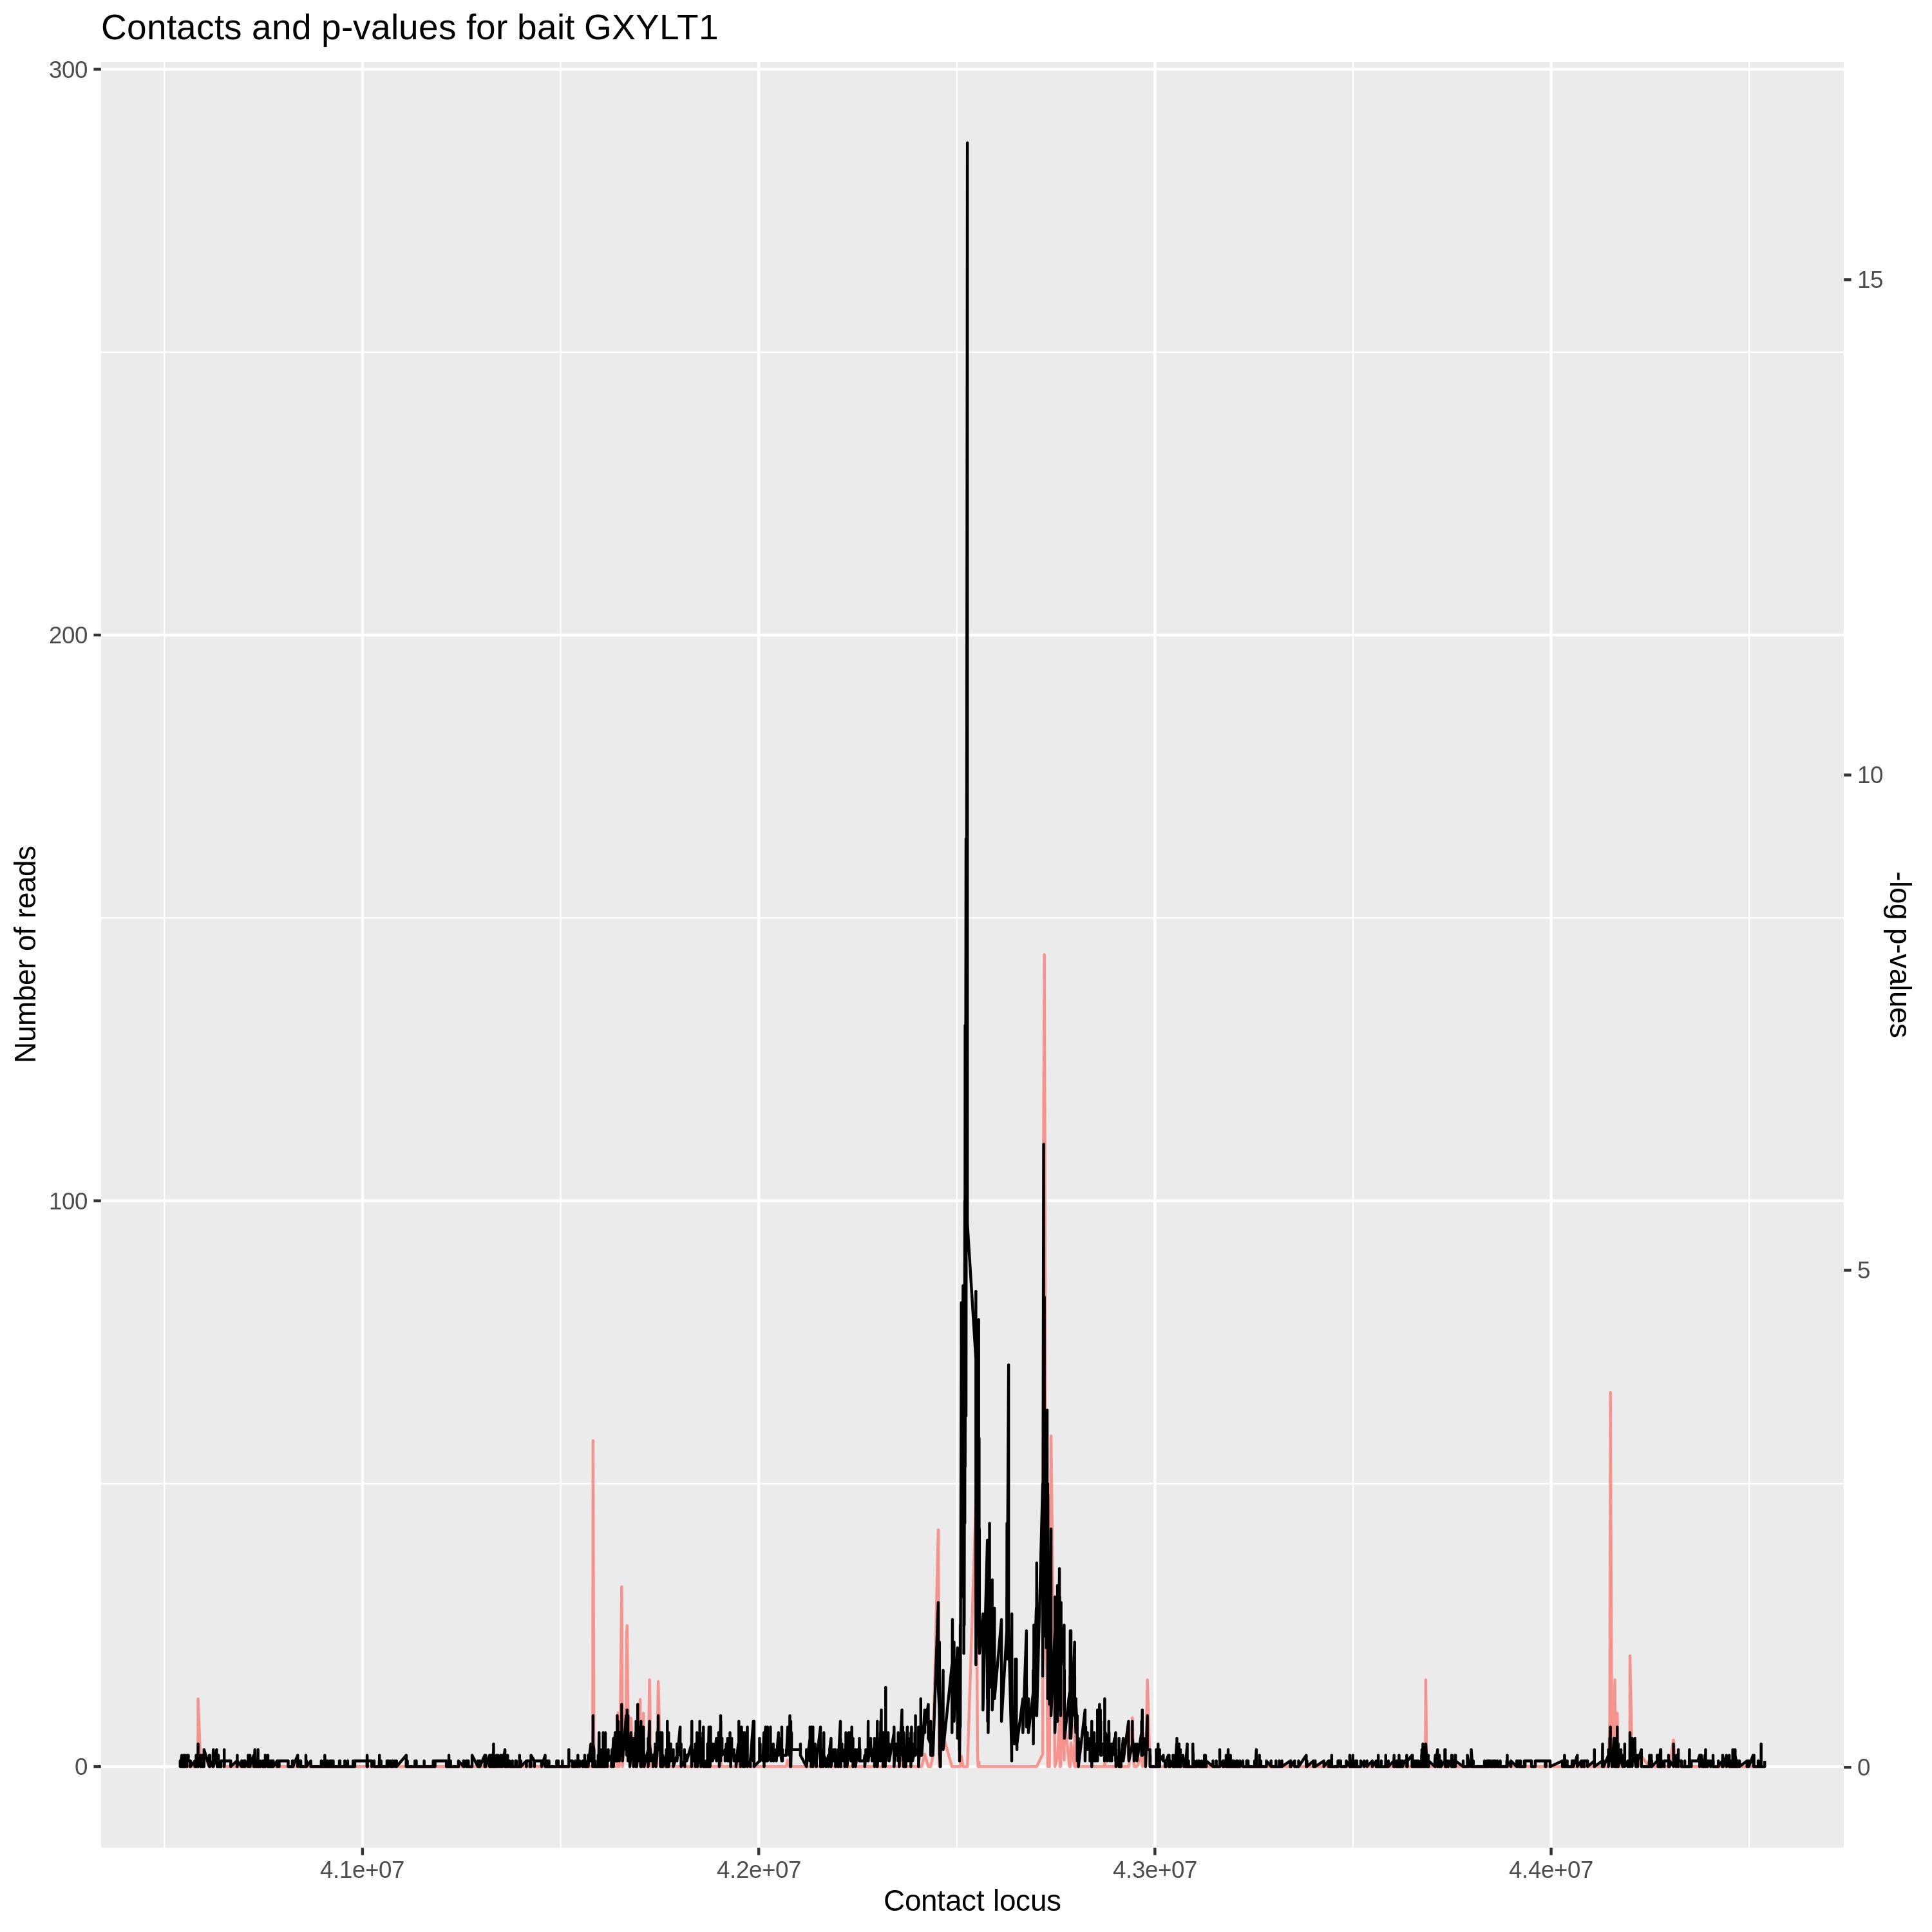 Contacts and p-values for bait GXYLT1
300
200
100
0
15
10
5
0
Number of reads
-log p-values
4.1e+07
4.2e+07
4.3e+07
4.4e+07
Contact locus